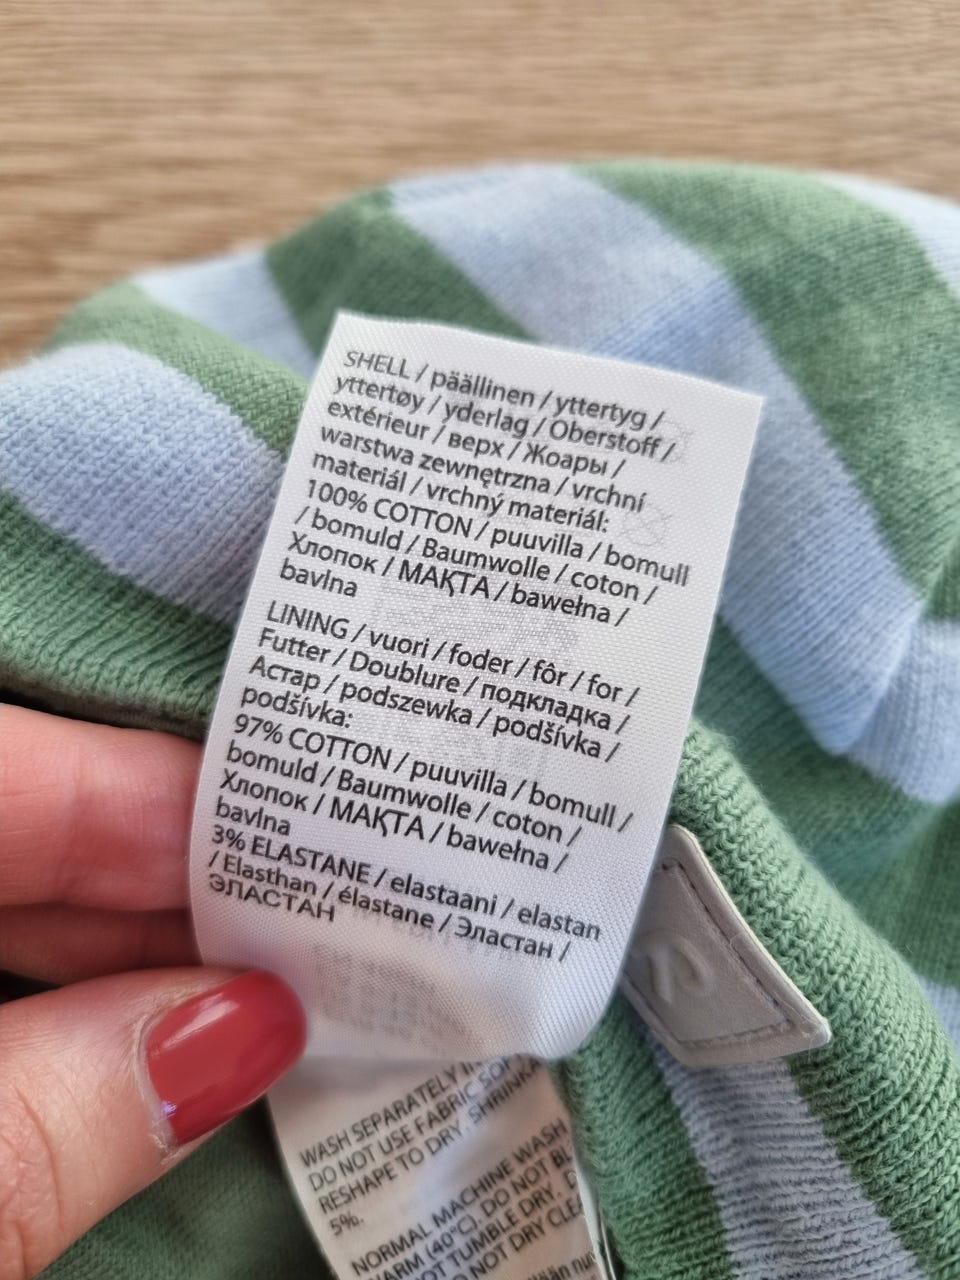 SHELL / päällinen / yttertyg /
yttertøy / yderlag / Oberstoff /
extérieur / верх / Жоары /
warstwa zewnętrzna / vrchní
materiál / vrchný materiál:
100% COTTON / puuvilla / bomull
/ bomuld / Baumwolle / coton /
Хлопок / МАҚТА / bawełna /
bavlna
LINING / vuori / foder / fôr / for /
Futter / Doublure / подкладка /
Астар / podszewka / podšívka /
podšívka:
97% COTTON / puuvilla / bomull /
bomuld / Baumwolle / coton /
Хлопок / МАҚТА / bawełna /
bavlna
3% ELASTANE / elastaani / elastan
/ Elasthan / élastane / Эластан /
ЭЛАСТАН
WASH SEPARATELY
DO NOT USE FABRIC
RESHAPE TO DRY.
5%.
NORMAL MACHINE WASH
WARM (40°C). DO NOT
NOT TUMBLE DRY.
NOT DRY